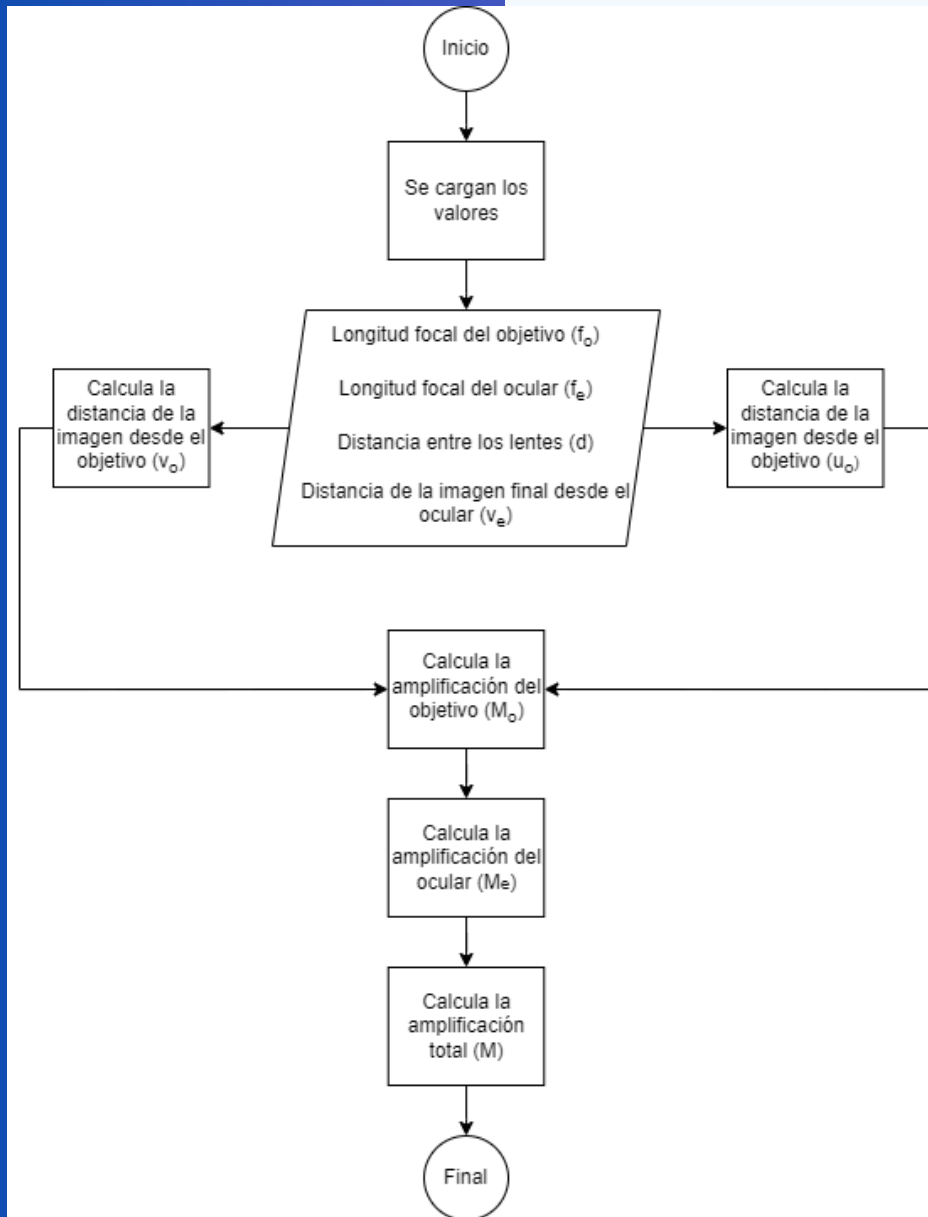 Inicio
Se cargan los
valores
Longitud focal del objetivo (fₒ)
Longitud focal del ocular (fₑ)
Distancia entre los lentes (d)
Distancia de la imagen final desde el
ocular (vₑ)
Calcula la
distancia de la
imagen desde el
objetivo (vₒ)
Calcula la
distancia de la
imagen desde el
objetivo (uₒ)
Calcula la
amplificación del
objetivo (Mₒ)
Calcula la
amplificación del
ocular (Me)
Calcula la
amplificación
total (M)
Final